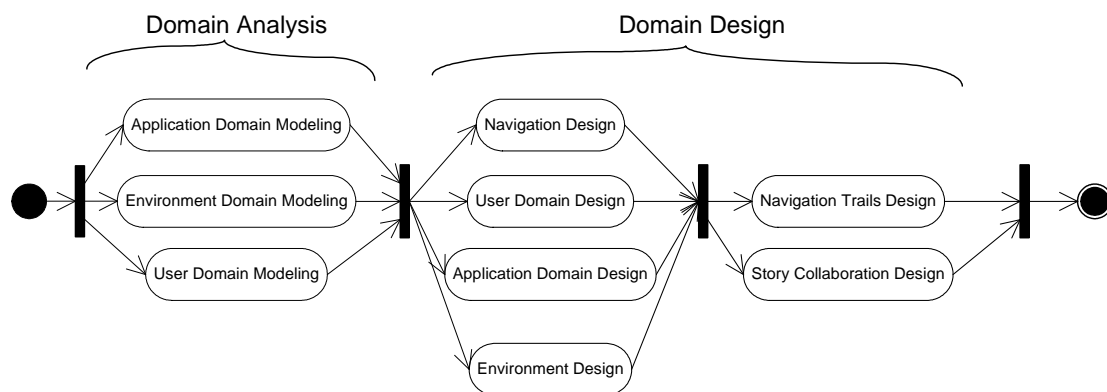 Domain Analysis
Domain Design
Application Domain Modeling
Environment Domain Modeling
User Domain Modeling
Navigation Design
User Domain Design
Application Domain Design
Environment Design
Navigation Trails Design
Story Collaboration Design